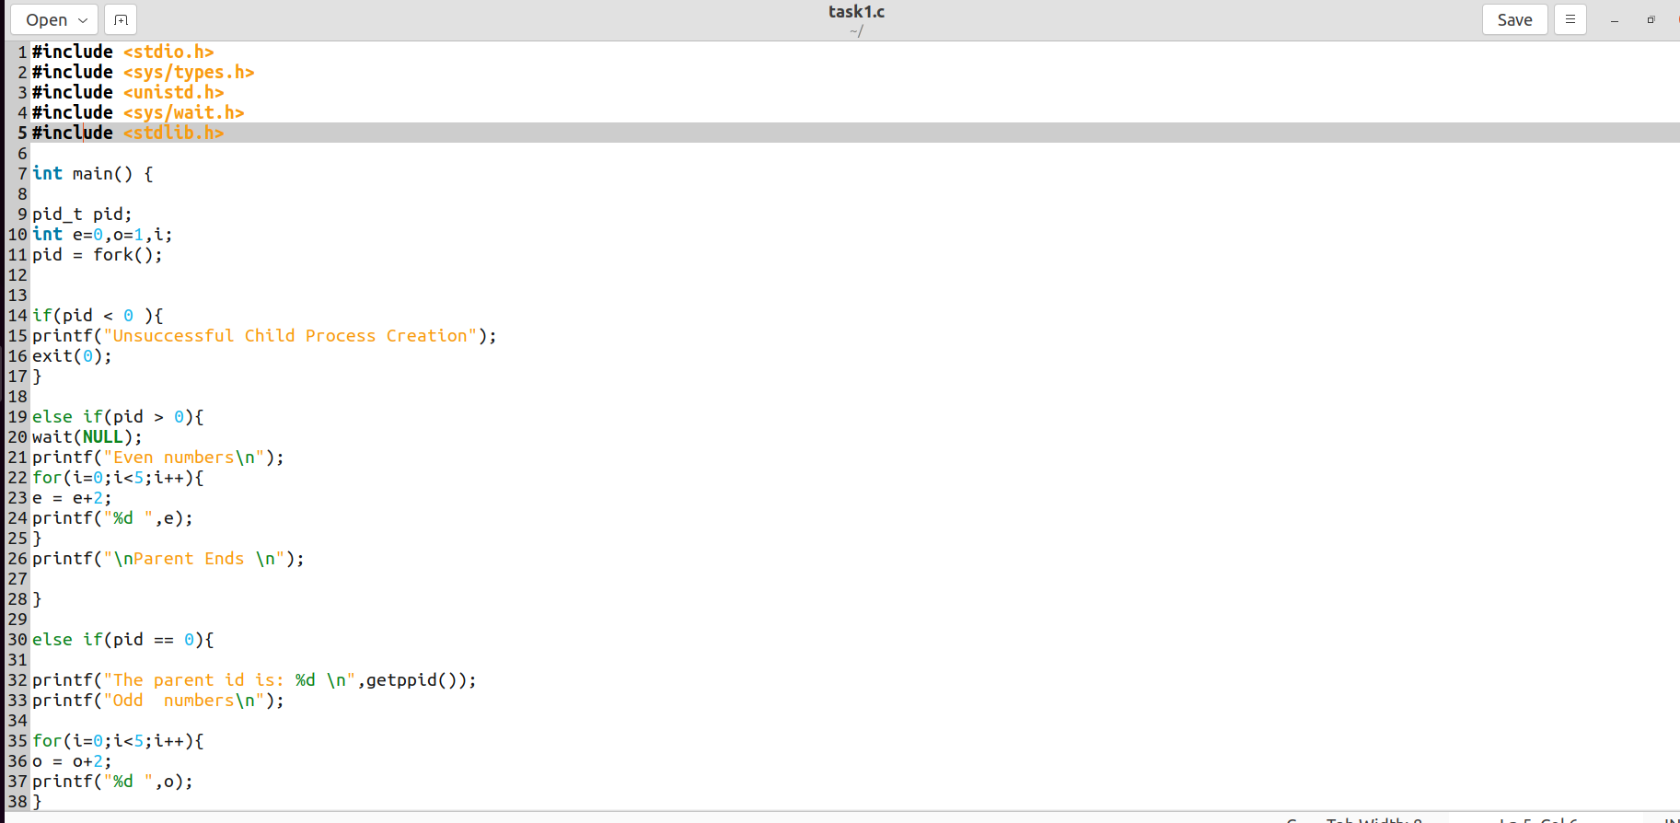 Open
task1.c
~/
Save
1 #include <stdio.h>
2 #include <sys/types.h>
3 #include <unistd.h>
4 #include <sys/wait.h>
5 #include <stdlib.h>
6
7 int main() {
8
9 pid_t pid;
10 int e=0,o=1,i;
11 pid = fork();
12
13
14 if(pid < 0 ){
15 printf("Unsuccessful Child Process Creation");
16 exit(0);
17 }
18
19 else if(pid > 0){
20 wait(NULL);
21 printf("Even numbers\n");
22 for(i=0;i<5;i++){
23 e = e+2;
24 printf("%d ",e);
25 }
26 printf("\nParent Ends \n");
27
28 }
29
30 else if(pid == 0){
31
32 printf("The parent id is: %d \n",getppid());
33 printf("Odd  numbers\n");
34
35 for(i=0;i<5;i++){
36 o = o+2;
37 printf("%d ",o);
38 }